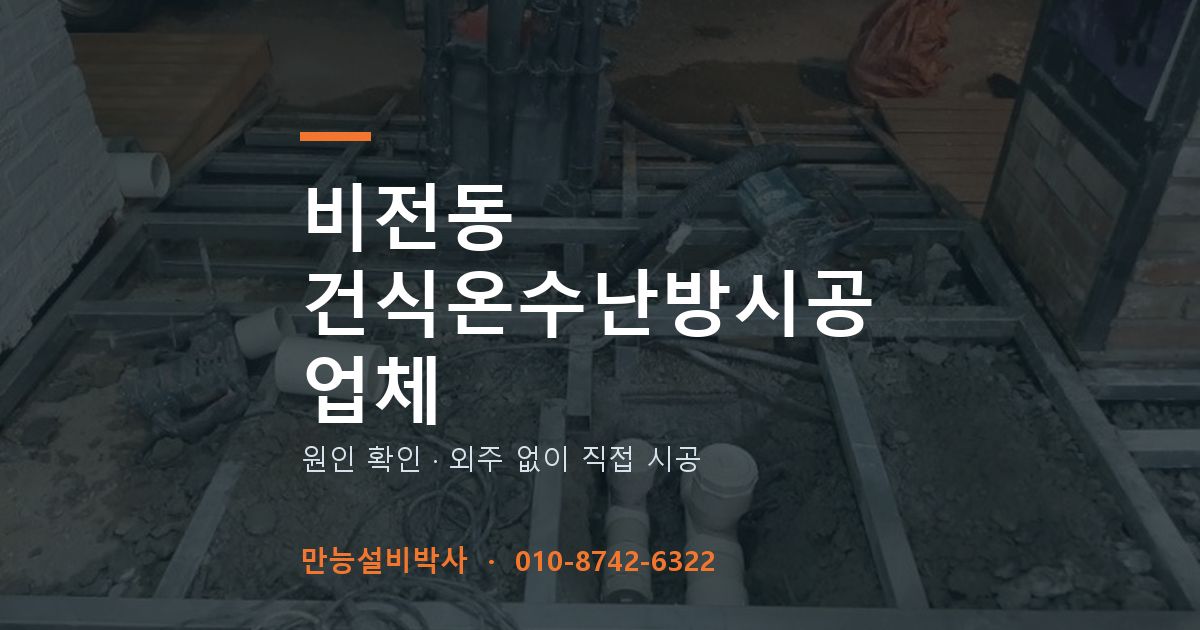 비전동
건식온수난방시공
업체
원인 확인 · 외주 없이 직접 시공
만능설비박사 · 010-8742-6322